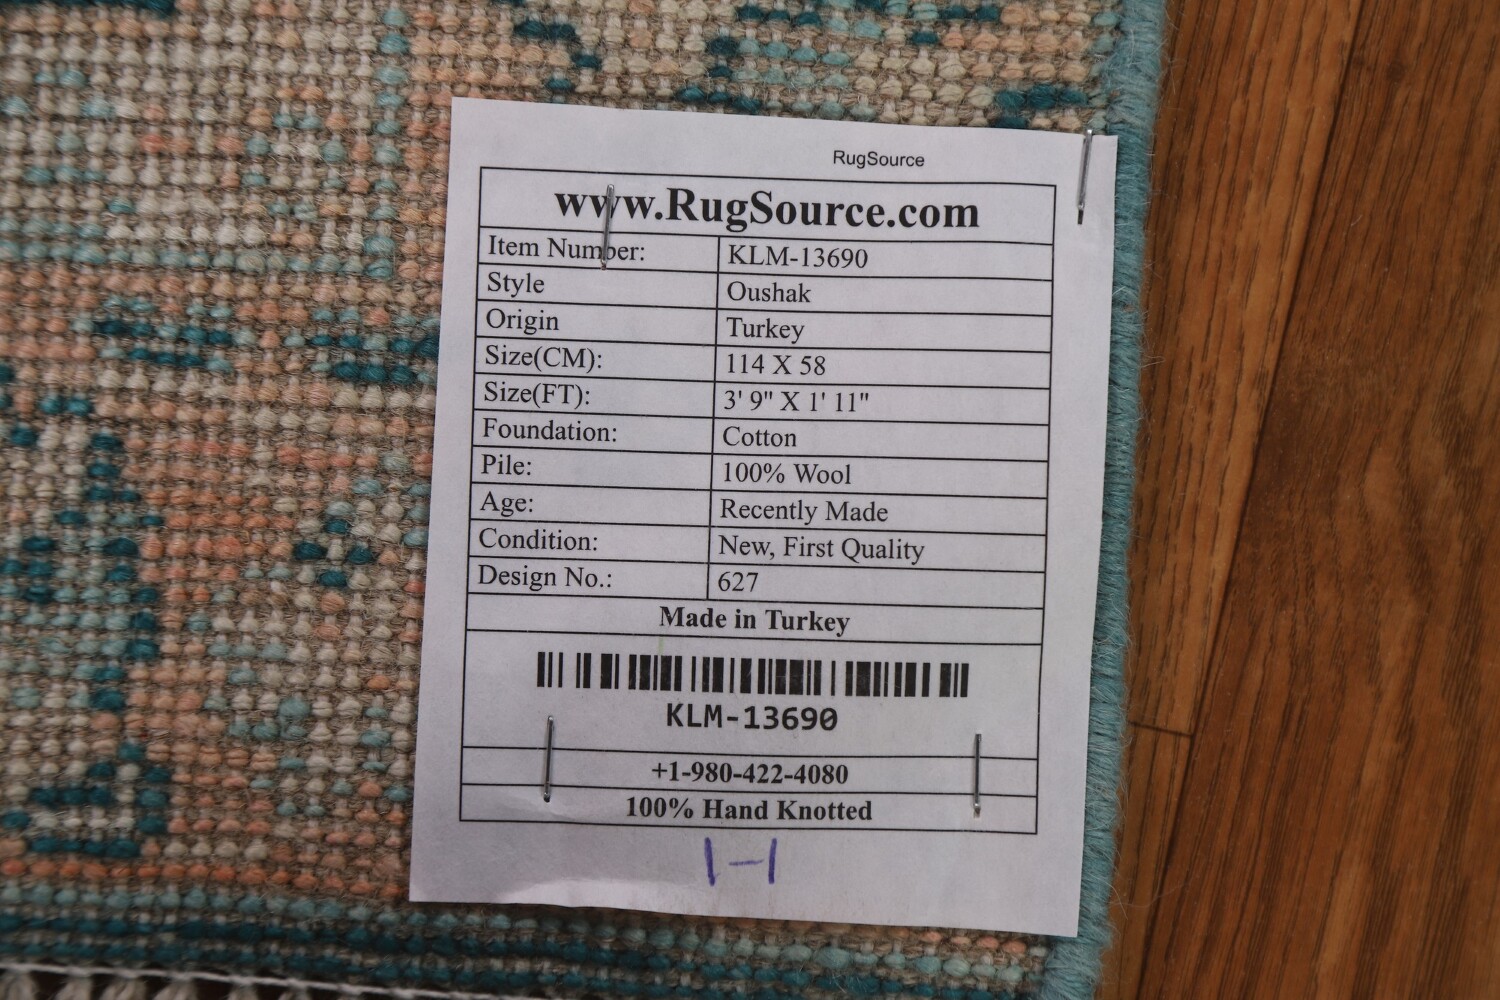 RugSource
www.RugSource.com
Item Number: KLM-13690
Style Oushak
Origin Turkey
Size(CM): 114 X 58
Size(FT): 3' 9" X 1' 11"
Foundation: Cotton
Pile: 100% Wool
Age: Recently Made
Condition: New, First Quality
Design No.: 627
Made in Turkey
KLM-13690
+1-980-422-4080
100% Hand Knotted
1-1